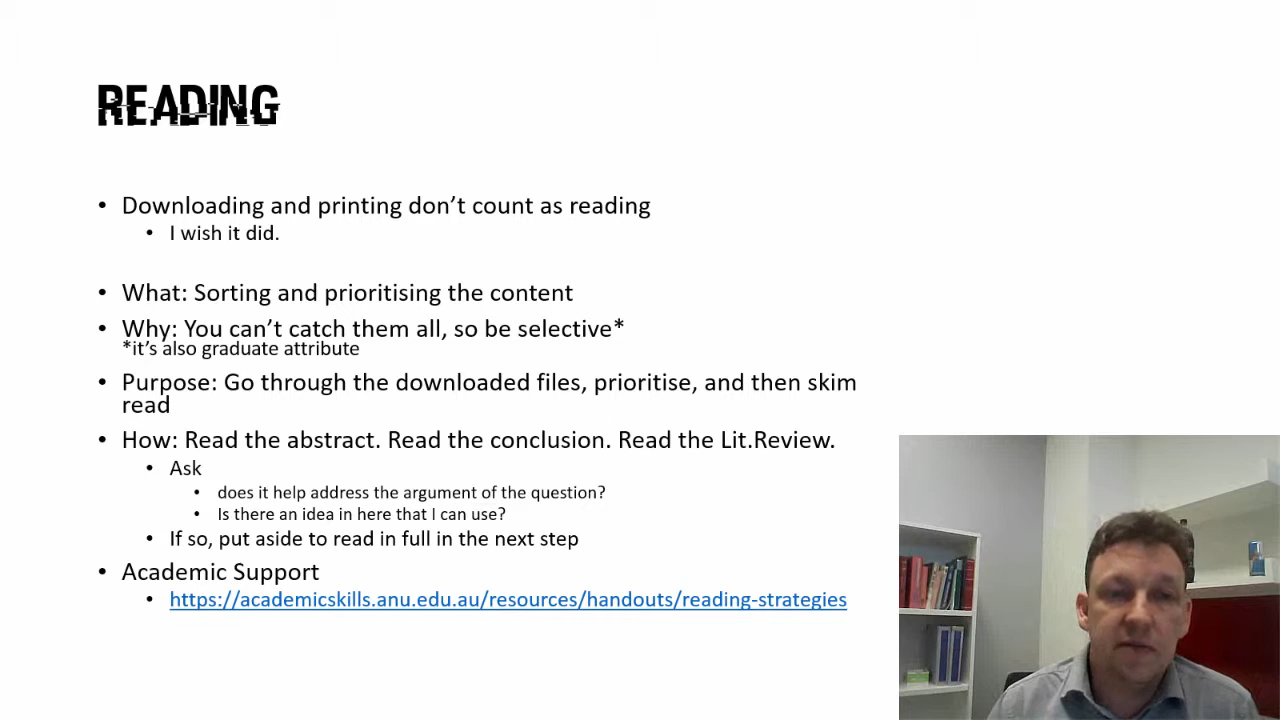 READING
• Downloading and printing don’t count as reading
• I wish it did.
• What: Sorting and prioritising the content
• Why: You can’t catch them all, so be selective*
*it’s also graduate attribute
• Purpose: Go through the downloaded files, prioritise, and then skim
read
• How: Read the abstract. Read the conclusion. Read the Lit.Review.
• Ask
• does it help address the argument of the question?
• Is there an idea in here that I can use?
• If so, put aside to read in full in the next step
• Academic Support
• https://academicskills.anu.edu.au/resources/handouts/reading-strategies